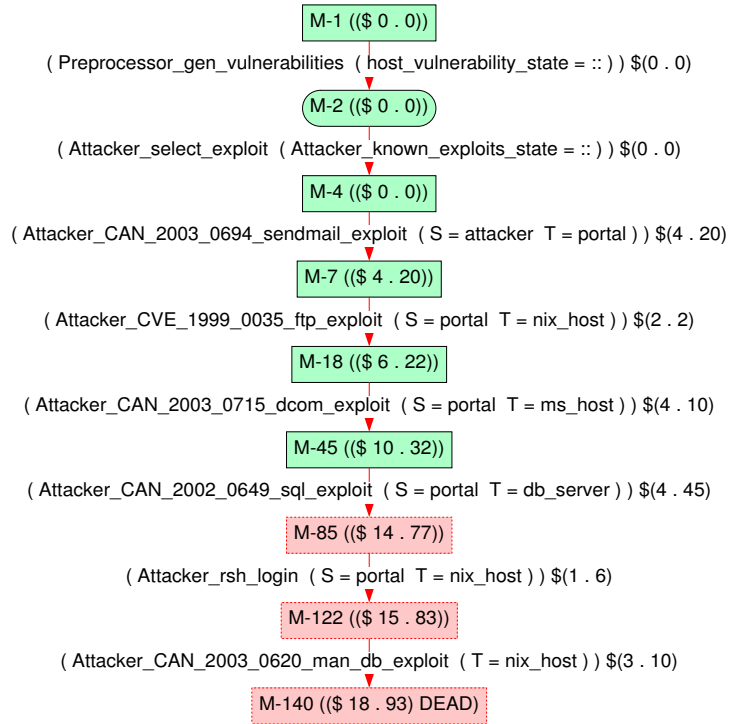 M-1 (($ 0 . 0))
( Preprocessor_gen_vulnerabilities ( host_vulnerability_state = :: ) ) $(0 . 0)
M-2 (($ 0 . 0))
( Attacker_select_exploit ( Attacker_known_exploits_state = :: ) ) $(0 . 0)
M-4 (($ 0 . 0))
( Attacker_CAN_2003_0694_sendmail_exploit ( S = attacker T = portal ) ) $(4 . 20)
M-7 (($ 4 . 20))
( Attacker_CVE_1999_0035_ftp_exploit ( S = portal T = nix_host ) ) $(2 . 2)
M-18 (($ 6 . 22))
( Attacker_CAN_2003_0715_dcom_exploit ( S = portal T = ms_host ) ) $(4 . 10)
M-45 (($ 10 . 32))
( Attacker_CAN_2002_0649_sql_exploit ( S = portal T = db_server ) ) $(4 . 45)
M-85 (($ 14 . 77))
( Attacker_rsh_login ( S = portal T = nix_host ) ) $(1 . 6)
M-122 (($ 15 . 83))
( Attacker_CAN_2003_0620_man_db_exploit ( T = nix_host ) ) $(3 . 10)
M-140 (($ 18 . 93) DEAD)